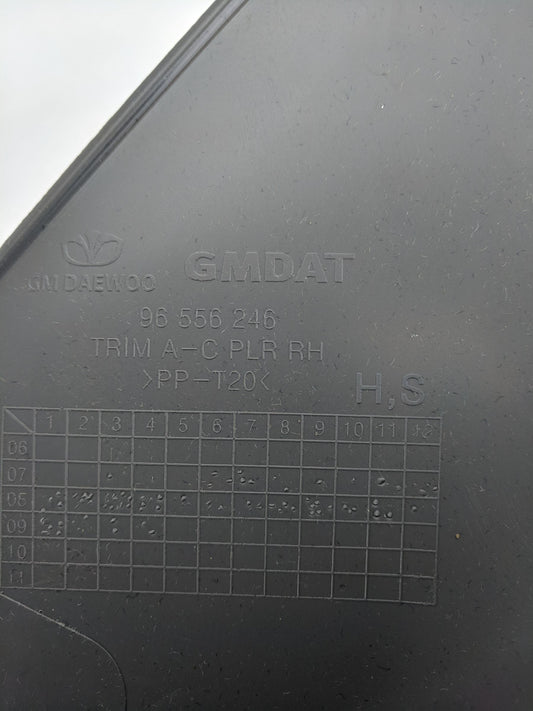 GM DAEWOO
GMDAT
96 556 246
TRIM A-C PLR RH
>PP-T20<
H,S
1 2 3 4 5 6 7 8 9 10 11 12
06
07
08
09
10
11